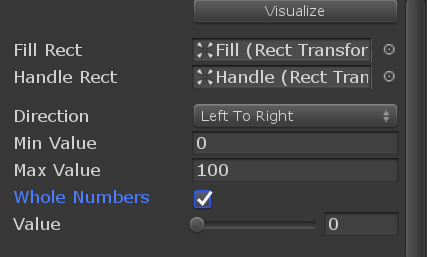 Visualize
Fill Rect Fill (Rect Transfor
Handle Rect Handle (Rect Tran
Direction Left To Right
Min Value 0
Max Value 100
Whole Numbers
Value 0